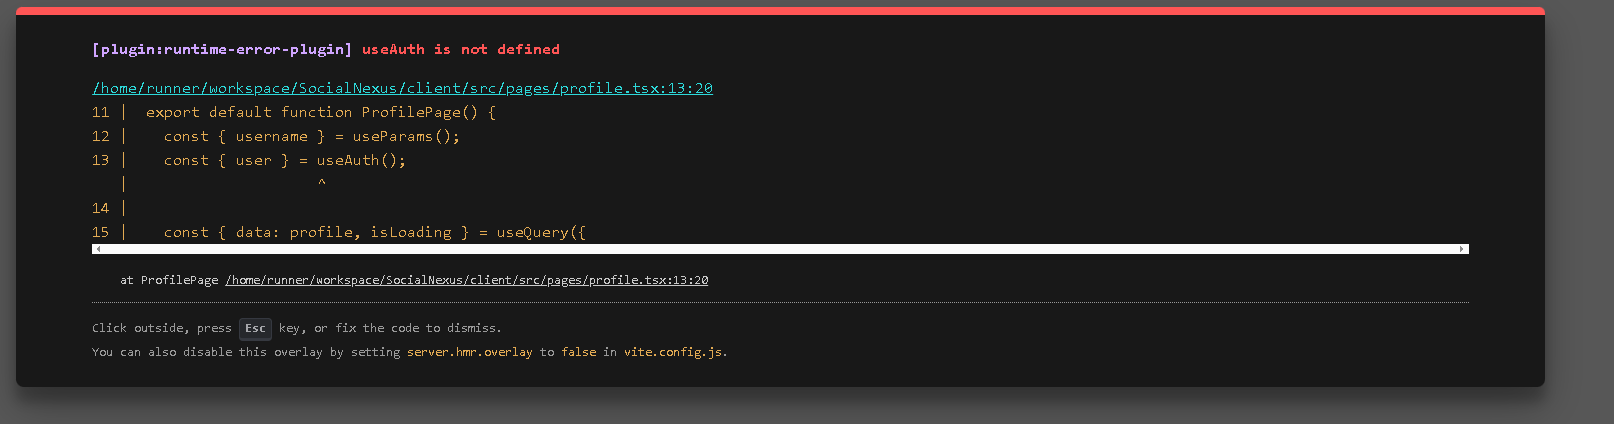 [plugin:runtime-error-plugin] useAuth is not defined
/home/runner/workspace/SocialNexus/client/src/pages/profile.tsx:13:20
11 |  export default function ProfilePage() {
12 |    const { username } = useParams();
13 |    const { user } = useAuth();
   |                     ^
14 |
15 |    const { data: profile, isLoading } = useQuery({
at ProfilePage /home/runner/workspace/SocialNexus/client/src/pages/profile.tsx:13:20
Click outside, press Esc key, or fix the code to dismiss.
You can also disable this overlay by setting server.hmr.overlay to false in vite.config.js.